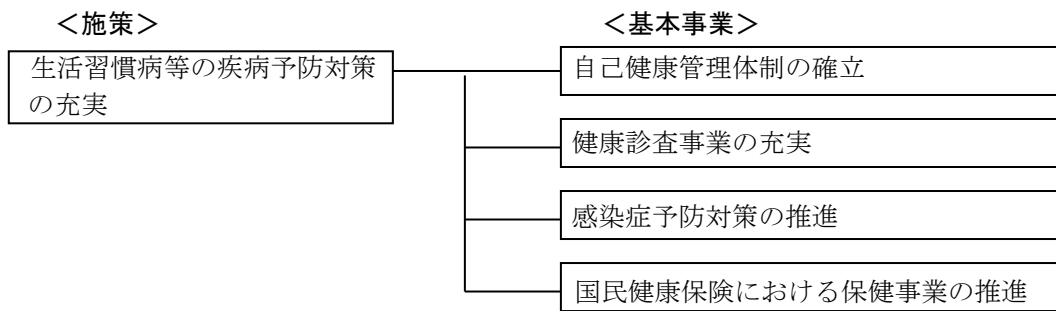 ＜施策＞
＜基本事業＞
生活習慣病等の疾病予防対策
の充実
自己健康管理体制の確立
健康診査事業の充実
感染症予防対策の推進
国民健康保険における保健事業の推進